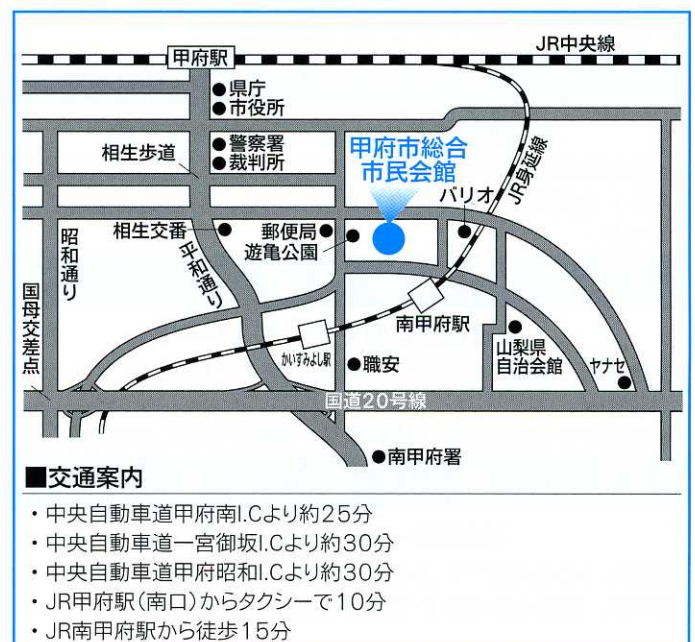 JR中央線
甲府駅
●県庁
●市役所
相生歩道
●警察署
●裁判所
甲府市総合
市民会館
JR身延線
バリオ
相生交番
郵便局
遊亀公園
昭和通り
平和通り
国母交差点
南甲府駅
かいすみよし駅
●職安
山梨県
自治会館
ヤナセ
国道20号線
●南甲府署
■交通案内
・中央自動車道甲府南I.Cより約25分
・中央自動車道一宮御坂I.Cより約30分
・中央自動車道甲府昭和I.Cより約30分
・JR甲府駅(南口)からタクシーで10分
・JR南甲府駅から徒歩15分